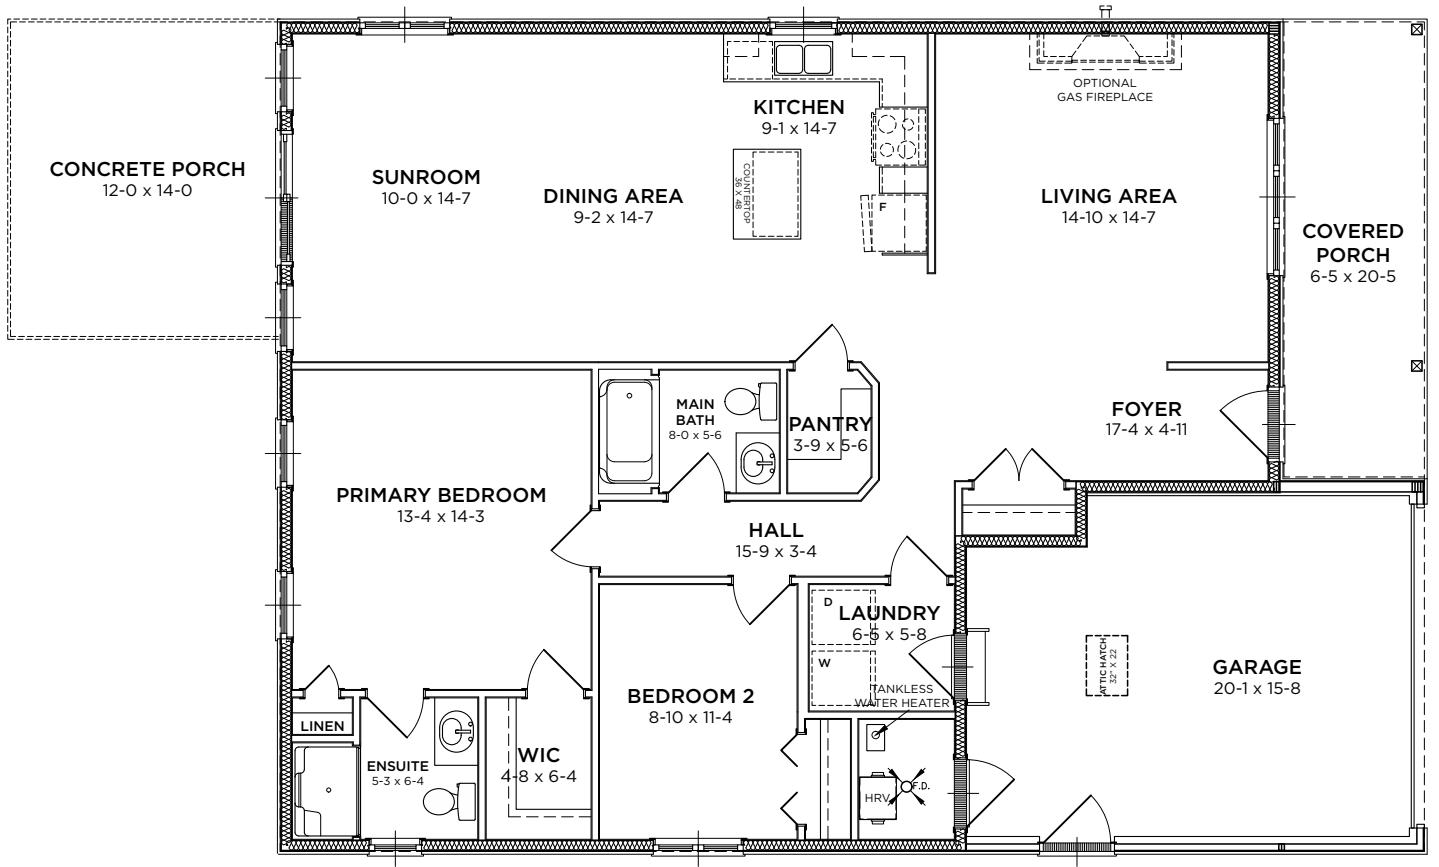 CONCRETE PORCH
12-0 x 14-0
SUNROOM
10-0 x 14-7
DINING AREA
9-2 x 14-7
KITCHEN
9-1 x 14-7
COUNTERTOP
36 X 48
F
OPTIONAL
GAS FIREPLACE
LIVING AREA
14-10 x 14-7
COVERED
PORCH
6-5 x 20-5
MAIN
BATH
8-0 x 5-6
PANTRY
3-9 x 5-6
FOYER
17-4 x 4-11
PRIMARY BEDROOM
13-4 x 14-3
HALL
15-9 x 3-4
D
LAUNDRY
6-5 x 5-8
W
TANKLESS
WATER HEATER
ATTIC HATCH
32" X 22
GARAGE
20-1 x 15-8
BEDROOM 2
8-10 x 11-4
LINEN
ENSUITE
5-3 x 6-4
WIC
4-8 x 6-4
HRV
F.D.